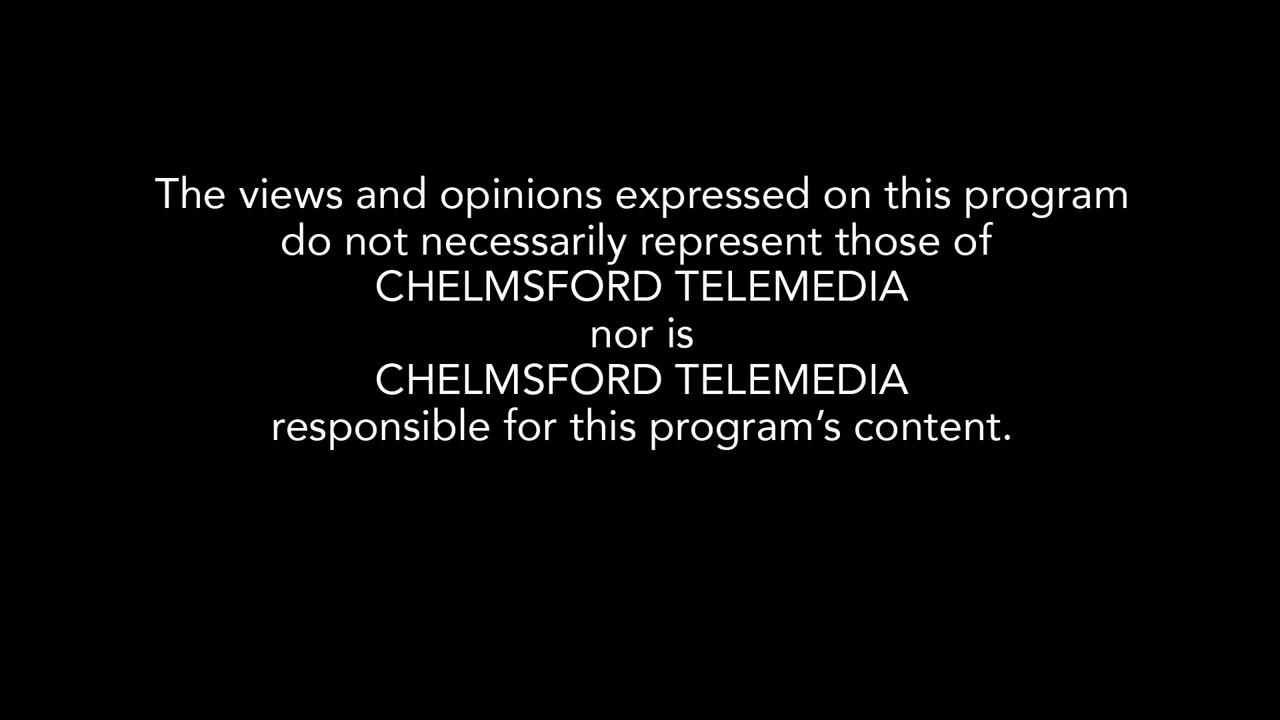 The views and opinions expressed on this program
do not necessarily represent those of
CHELMSFORD TELEMEDIA
nor is
CHELMSFORD TELEMEDIA
responsible for this program’s content.